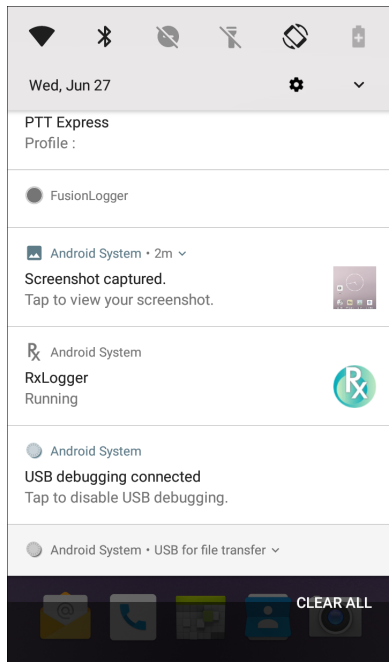 Wed, Jun 27
PTT Express
Profile :
FusionLogger
Android System • 2m
Screenshot captured.
Tap to view your screenshot.
Rx Android System
RxLogger
Running
Rx
Android System
USB debugging connected
Tap to disable USB debugging.
Android System • USB for file transfer
@
CLEAR ALL